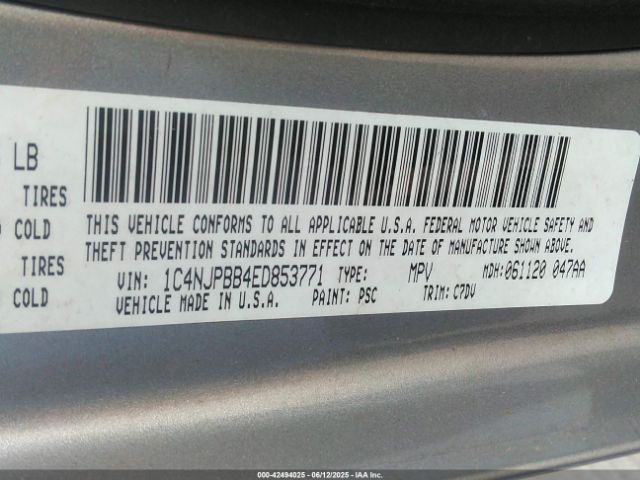 LB
TIRES
COLD
TIRES
COLD
THIS VEHICLE CONFORMS TO ALL APPLICABLE U.S.A. FEDERAL MOTOR VEHICLE SAFETY AND
THEFT PREVENTION STANDARDS IN EFFECT ON THE DATE OF MANUFACTURE SHOWN ABOVE.
VIN: 1C4NJPBB4ED853771 TYPE: MPV MDH: 061120 047AA
VEHICLE MADE IN U.S.A. PAINT: PSC TRIM: C7DV
000-42494025 - 06/12/2025 - IAA Inc.